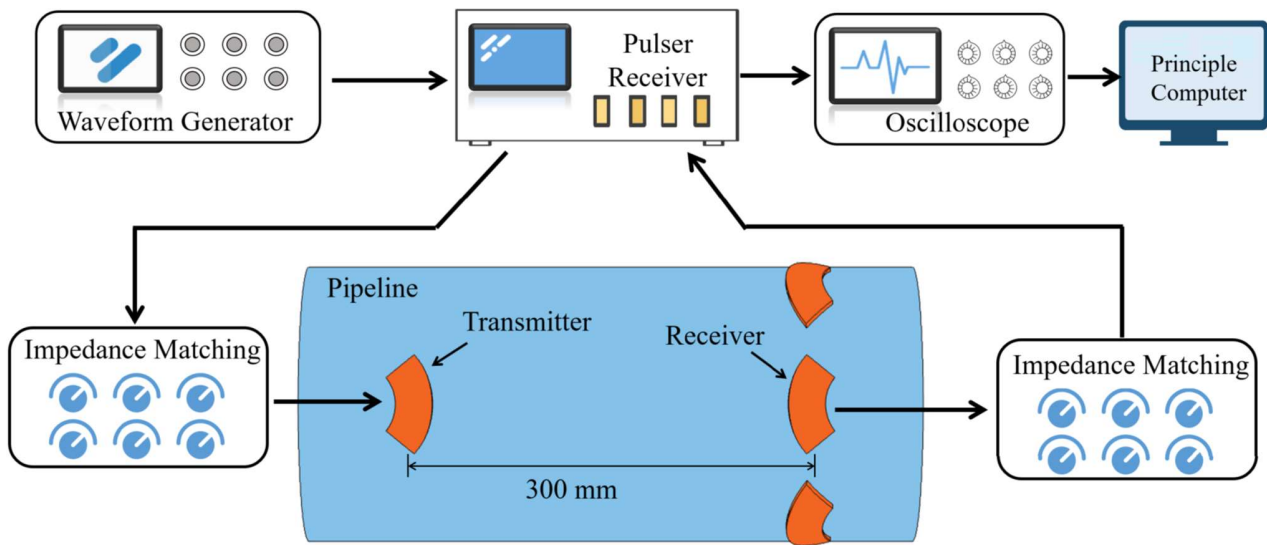 Waveform Generator
Pulser
Receiver
Oscilloscope
Principle
Computer
Pipeline
Transmitter
Receiver
Impedance Matching
Impedance Matching
300 mm